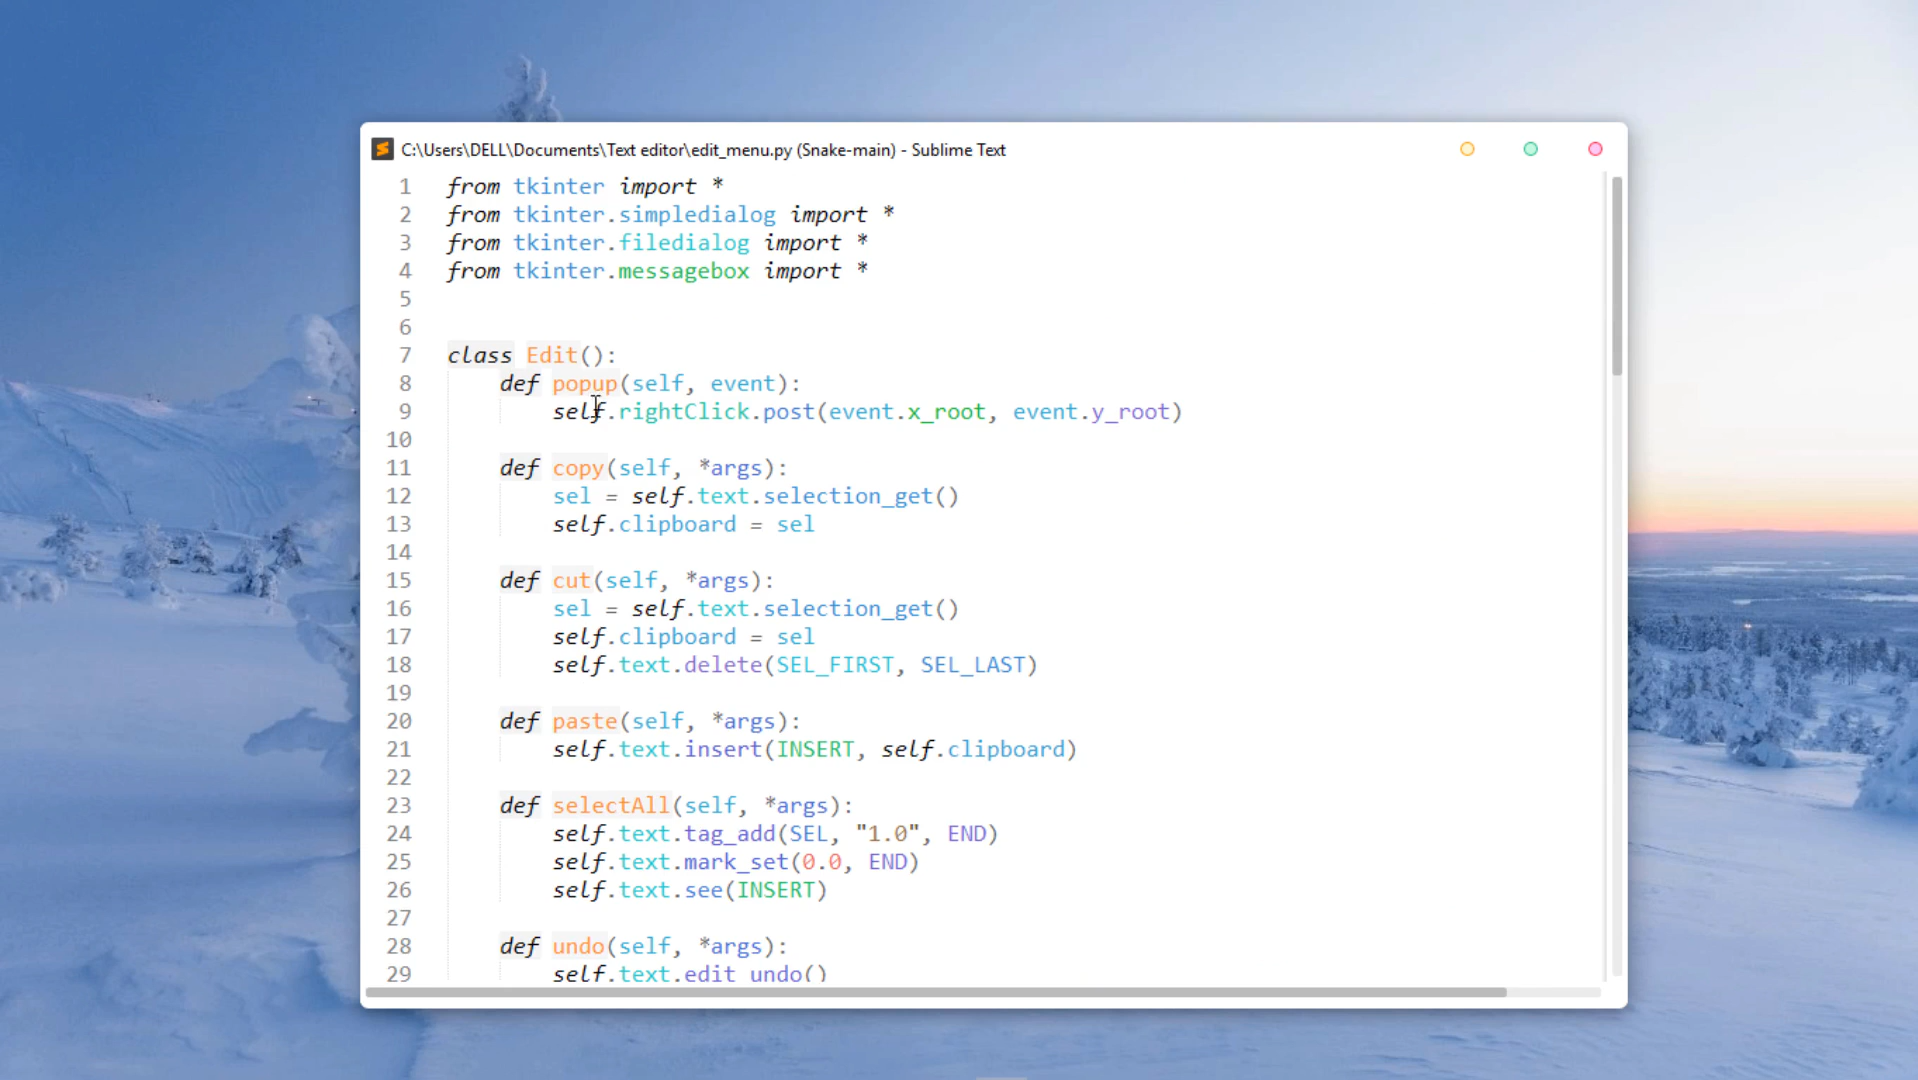 C:\Users\DELL\Documents\Text editor\edit_menu.py (Snake-main) - Sublime Text
1 from tkinter import *
2 from tkinter.simpledialog import *
3 from tkinter.filedialog import *
4 from tkinter.messagebox import *
5
6
7 class Edit():
8     def popup(self, event):
9         self.rightClick.post(event.x_root, event.y_root)
10
11     def copy(self, *args):
12         sel = self.text.selection_get()
13         self.clipboard = sel
14
15     def cut(self, *args):
16         sel = self.text.selection_get()
17         self.clipboard = sel
18         self.text.delete(SEL_FIRST, SEL_LAST)
19
20     def paste(self, *args):
21         self.text.insert(INSERT, self.clipboard)
22
23     def selectAll(self, *args):
24         self.text.tag_add(SEL, "1.0", END)
25         self.text.mark_set(0.0, END)
26         self.text.see(INSERT)
27
28     def undo(self, *args):
29         self.text.edit_undo()